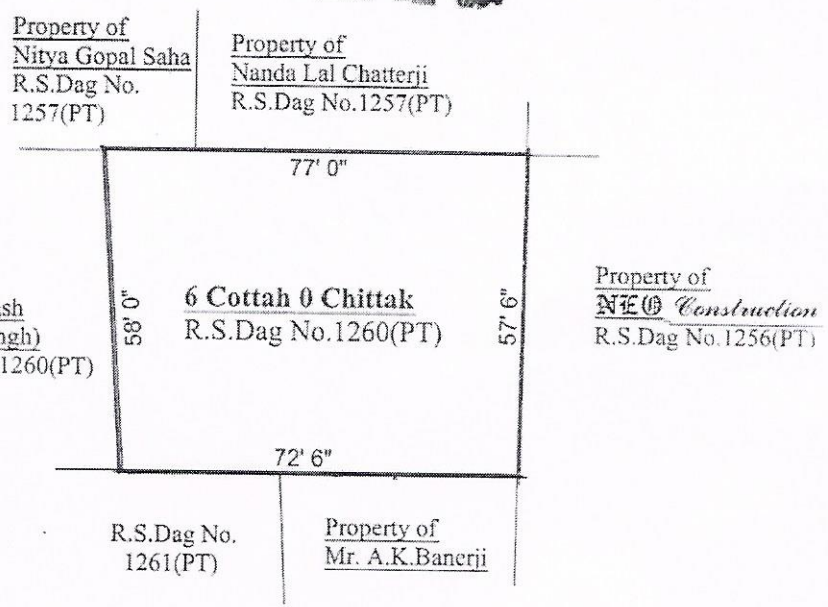 Property of
Nitya Gopal Saha
R.S.Dag No.
1257(PT)
Property of
Nanda Lal Chatterji
R.S.Dag No.1257(PT)
77' 0"
58' 0"
6 Cottah 0 Chittak
R.S.Dag No.1260(PT)
57' 6"
1260(PT)
Property of
NEO Construction
R.S.Dag No.1256(PT)
72' 6"
R.S.Dag No.
1261(PT)
Property of
Mr. A.K.Banerji